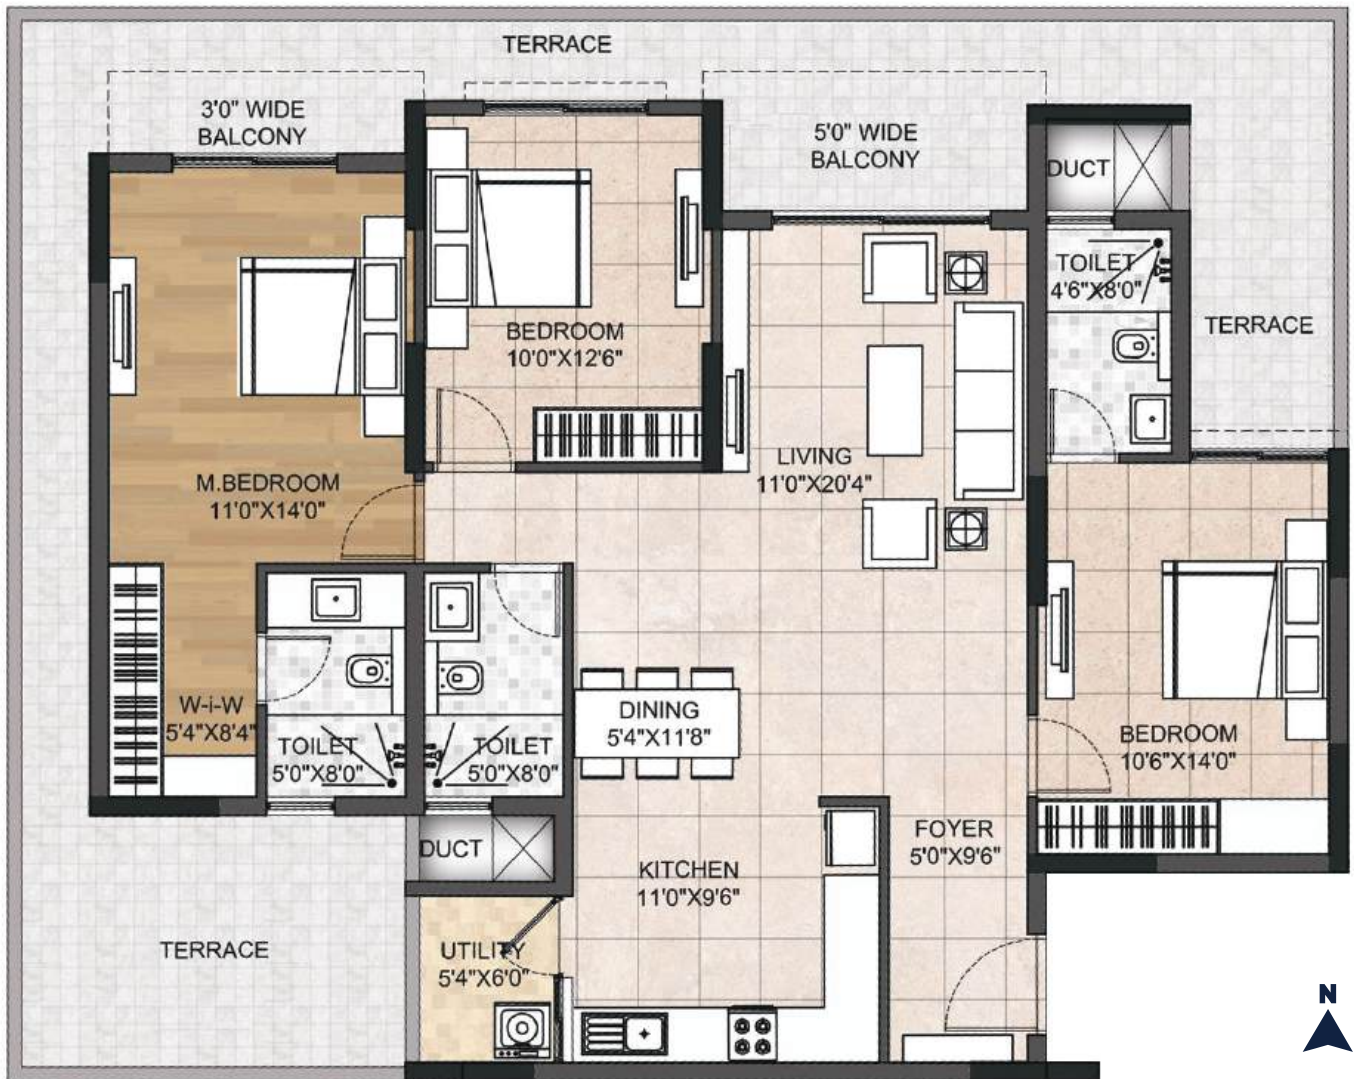 TERRACE
3'0" WIDE
BALCONY
5'0" WIDE
BALCONY
DUCT
TOILET
4'6"X8'0"
TERRACE
BEDROOM
10'0"X12'6"
LIVING
11'0"X20'4"
M.BEDROOM
11'0"X14'0"
W-i-W
5'4"X8'4"
TOILET
5'0"X8'0"
TOILET
5'0"X8'0"
DINING
5'4"X11'8"
BEDROOM
10'6"X14'0"
FOYER
5'0"X9'6"
DUCT
KITCHEN
11'0"X9'6"
TERRACE
UTILITY
5'4"X6'0"
N